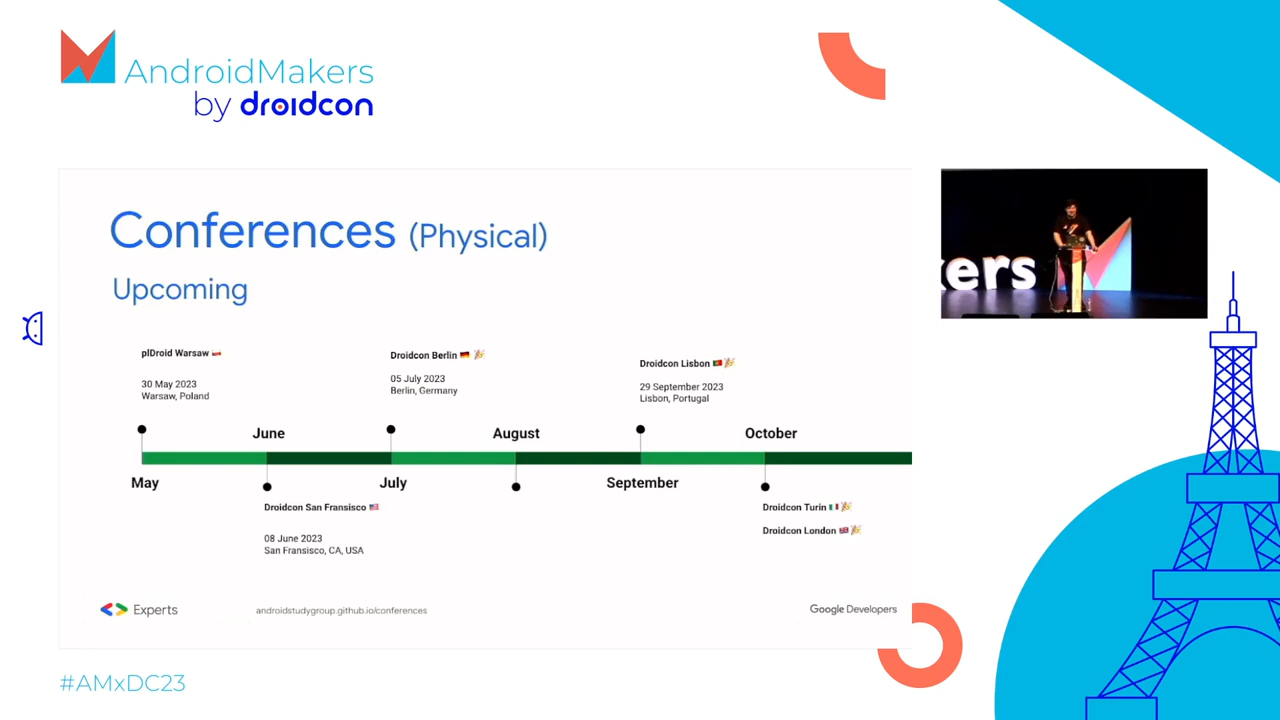 AndroidMakers
by droidcon
Conferences (Physical)
Upcoming
plDroid Warsaw 🇵🇱
30 May 2023
Warsaw, Poland
Droidcon Berlin 🇩🇪 🎉
05 July 2023
Berlin, Germany
Droidcon Lisbon 🇵🇹🎉
29 September 2023
Lisbon, Portugal
June
August
October
May
July
September
Droidcon San Fransisco 🇺🇸
08 June 2023
San Fransisco, CA, USA
Droidcon Turin 🇮🇹🎉
Droidcon London 🇬🇧🎉
<> Experts
androidstudygroup.github.io/conferences
Google Developers
kers
#AMxDC23